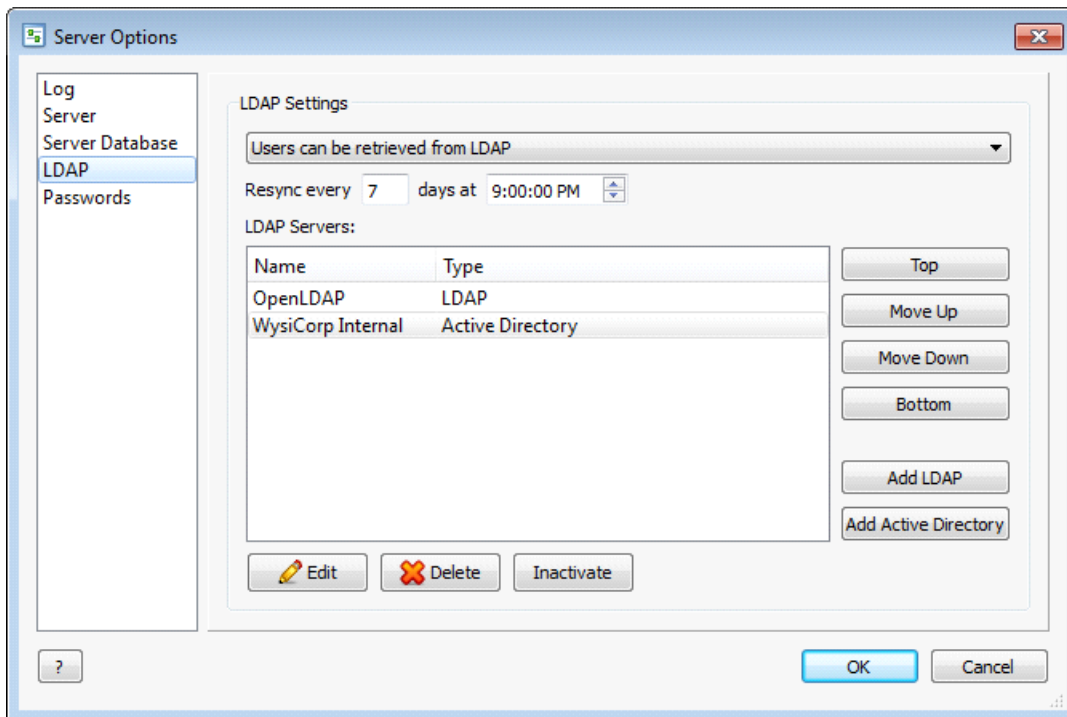 Server Options
Log
Server
Server Database
LDAP
Passwords
LDAP Settings
Users can be retrieved from LDAP
Resync every 7 days at 9:00:00 PM
LDAP Servers:
Name Type
OpenLDAP LDAP
WysiCorp Internal Active Directory
Top
Move Up
Move Down
Bottom
Add LDAP
Add Active Directory
Edit Delete Inactivate
? OK Cancel